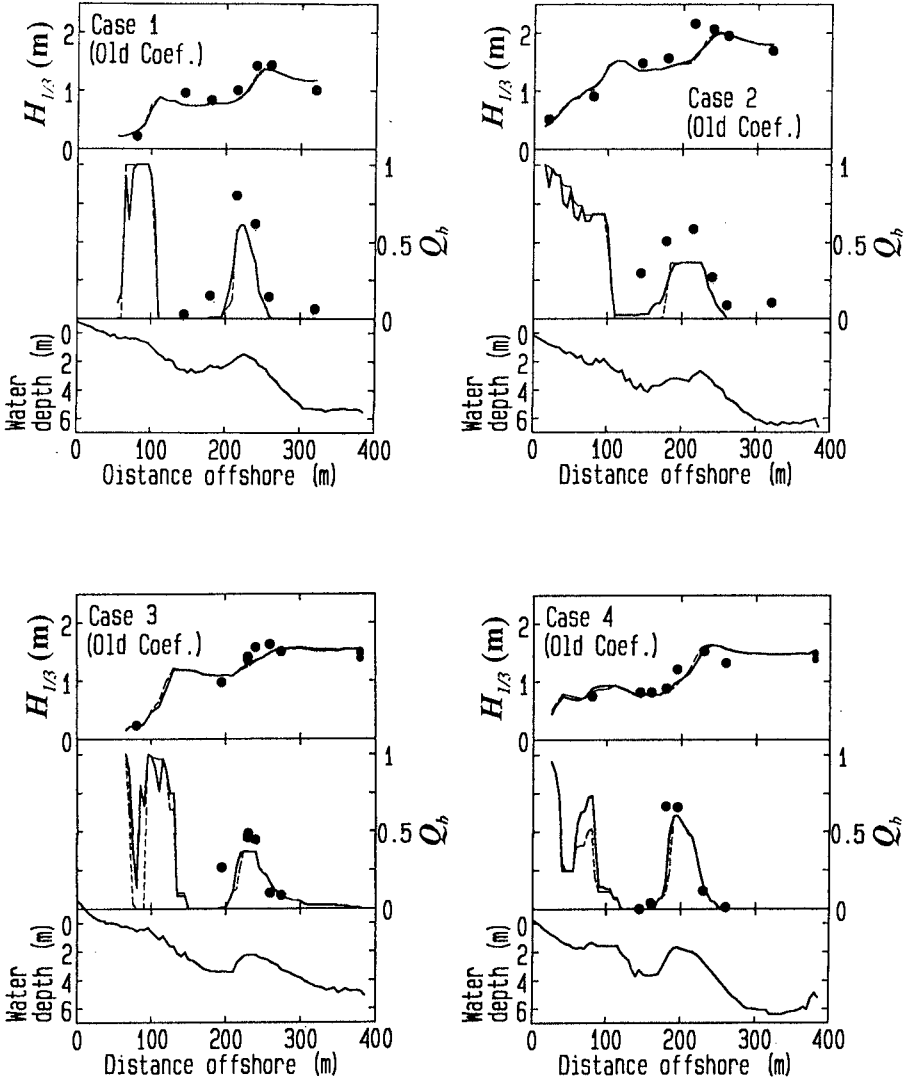 Case 1
(Old Coef.)
H1/3 (m)
2
1
0
1
0.5
0
Qb
0
2
4
6
Water
depth (m)
0 100 200 300 400
Oistance offshore (m)
Case 2
(Old Coef.)
H1/3 (m)
2
1
0
1
0.5
0
Qb
0
2
4
6
Water
depth (m)
0 100 200 300 400
Distance offshore (m)
Case 3
(Old Coef.)
H1/3 (m)
2
1
0
1
0.5
0
Qb
0
2
4
6
Water
depth (m)
0 100 200 300 400
Distance offshore (m)
Case 4
(Old Coef.)
H1/3 (m)
2
1
0
1
0.5
0
Qb
0
2
4
6
Water
depth (m)
0 100 200 300 400
Distance offshore (m)